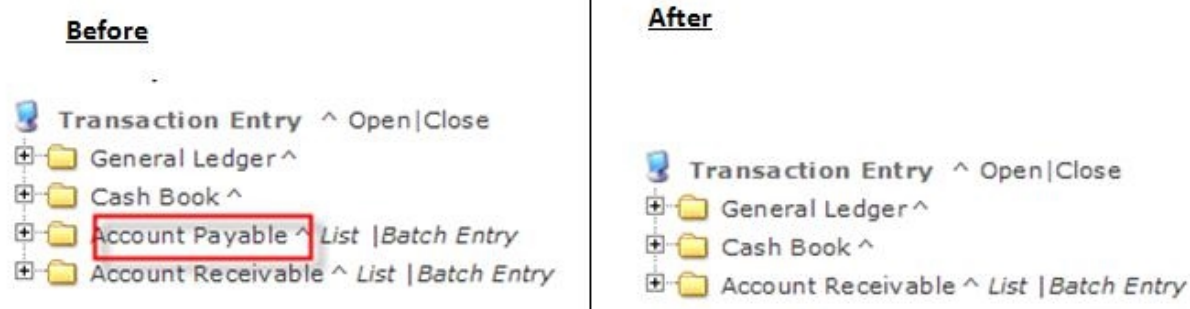 Before
Transaction Entry ^ Open|Close
General Ledger ^
Cash Book ^
Account Payable ^ List |Batch Entry
Account Receivable ^ List |Batch Entry
After
Transaction Entry ^ Open|Close
General Ledger ^
Cash Book ^
Account Receivable ^ List |Batch Entry